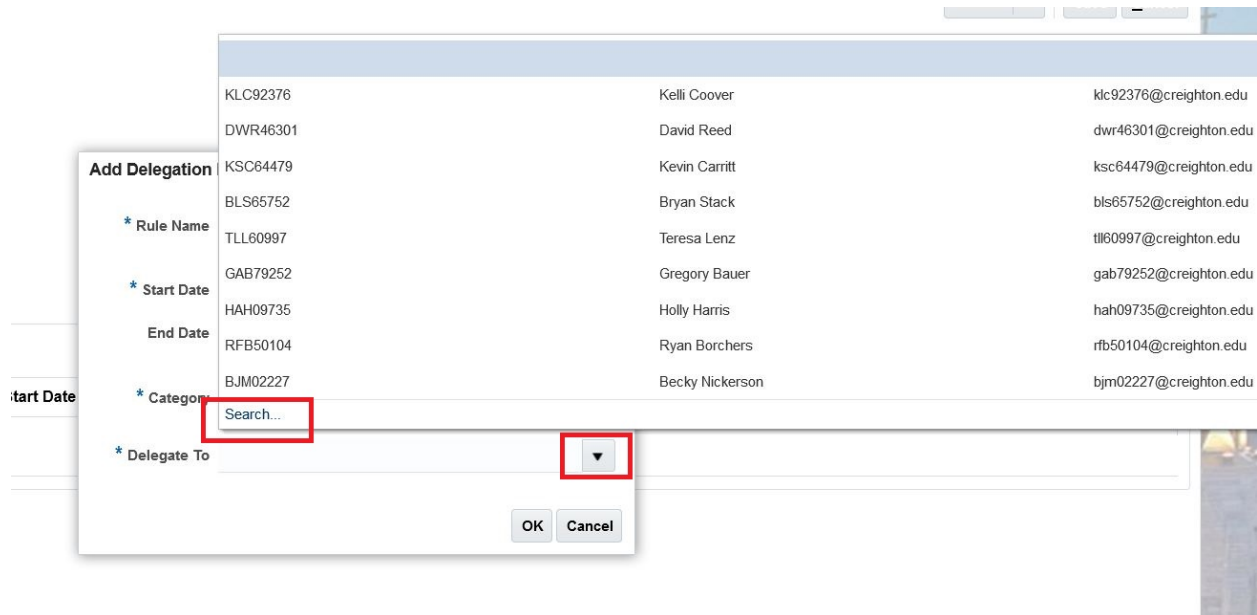 KLC92376 Kelli Coover klc92376@creighton.edu
DWR46301 David Reed dwr46301@creighton.edu
Add Delegation
KSC64479 Kevin Carritt ksc64479@creighton.edu
BLS65752 Bryan Stack bls65752@creighton.edu
* Rule Name
TLL60997 Teresa Lenz tll60997@creighton.edu
GAB79252 Gregory Bauer gab79252@creighton.edu
* Start Date
HAH09735 Holly Harris hah09735@creighton.edu
End Date
RFB50104 Ryan Borchers rfb50104@creighton.edu
BJM02227 Becky Nickerson bjm02227@creighton.edu
tart Date
* Category
Search...
* Delegate To
OK Cancel